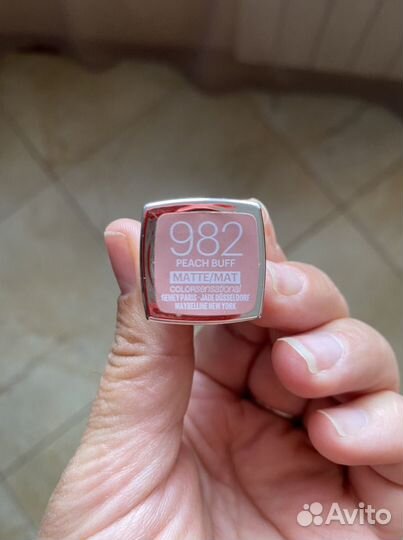 982
PEACH BUFF
MATTE/MAT
COLORsensational
GEMEY PARIS - JADE DÜSSELDORF
MAYBELLINE NEW YORK
Avito